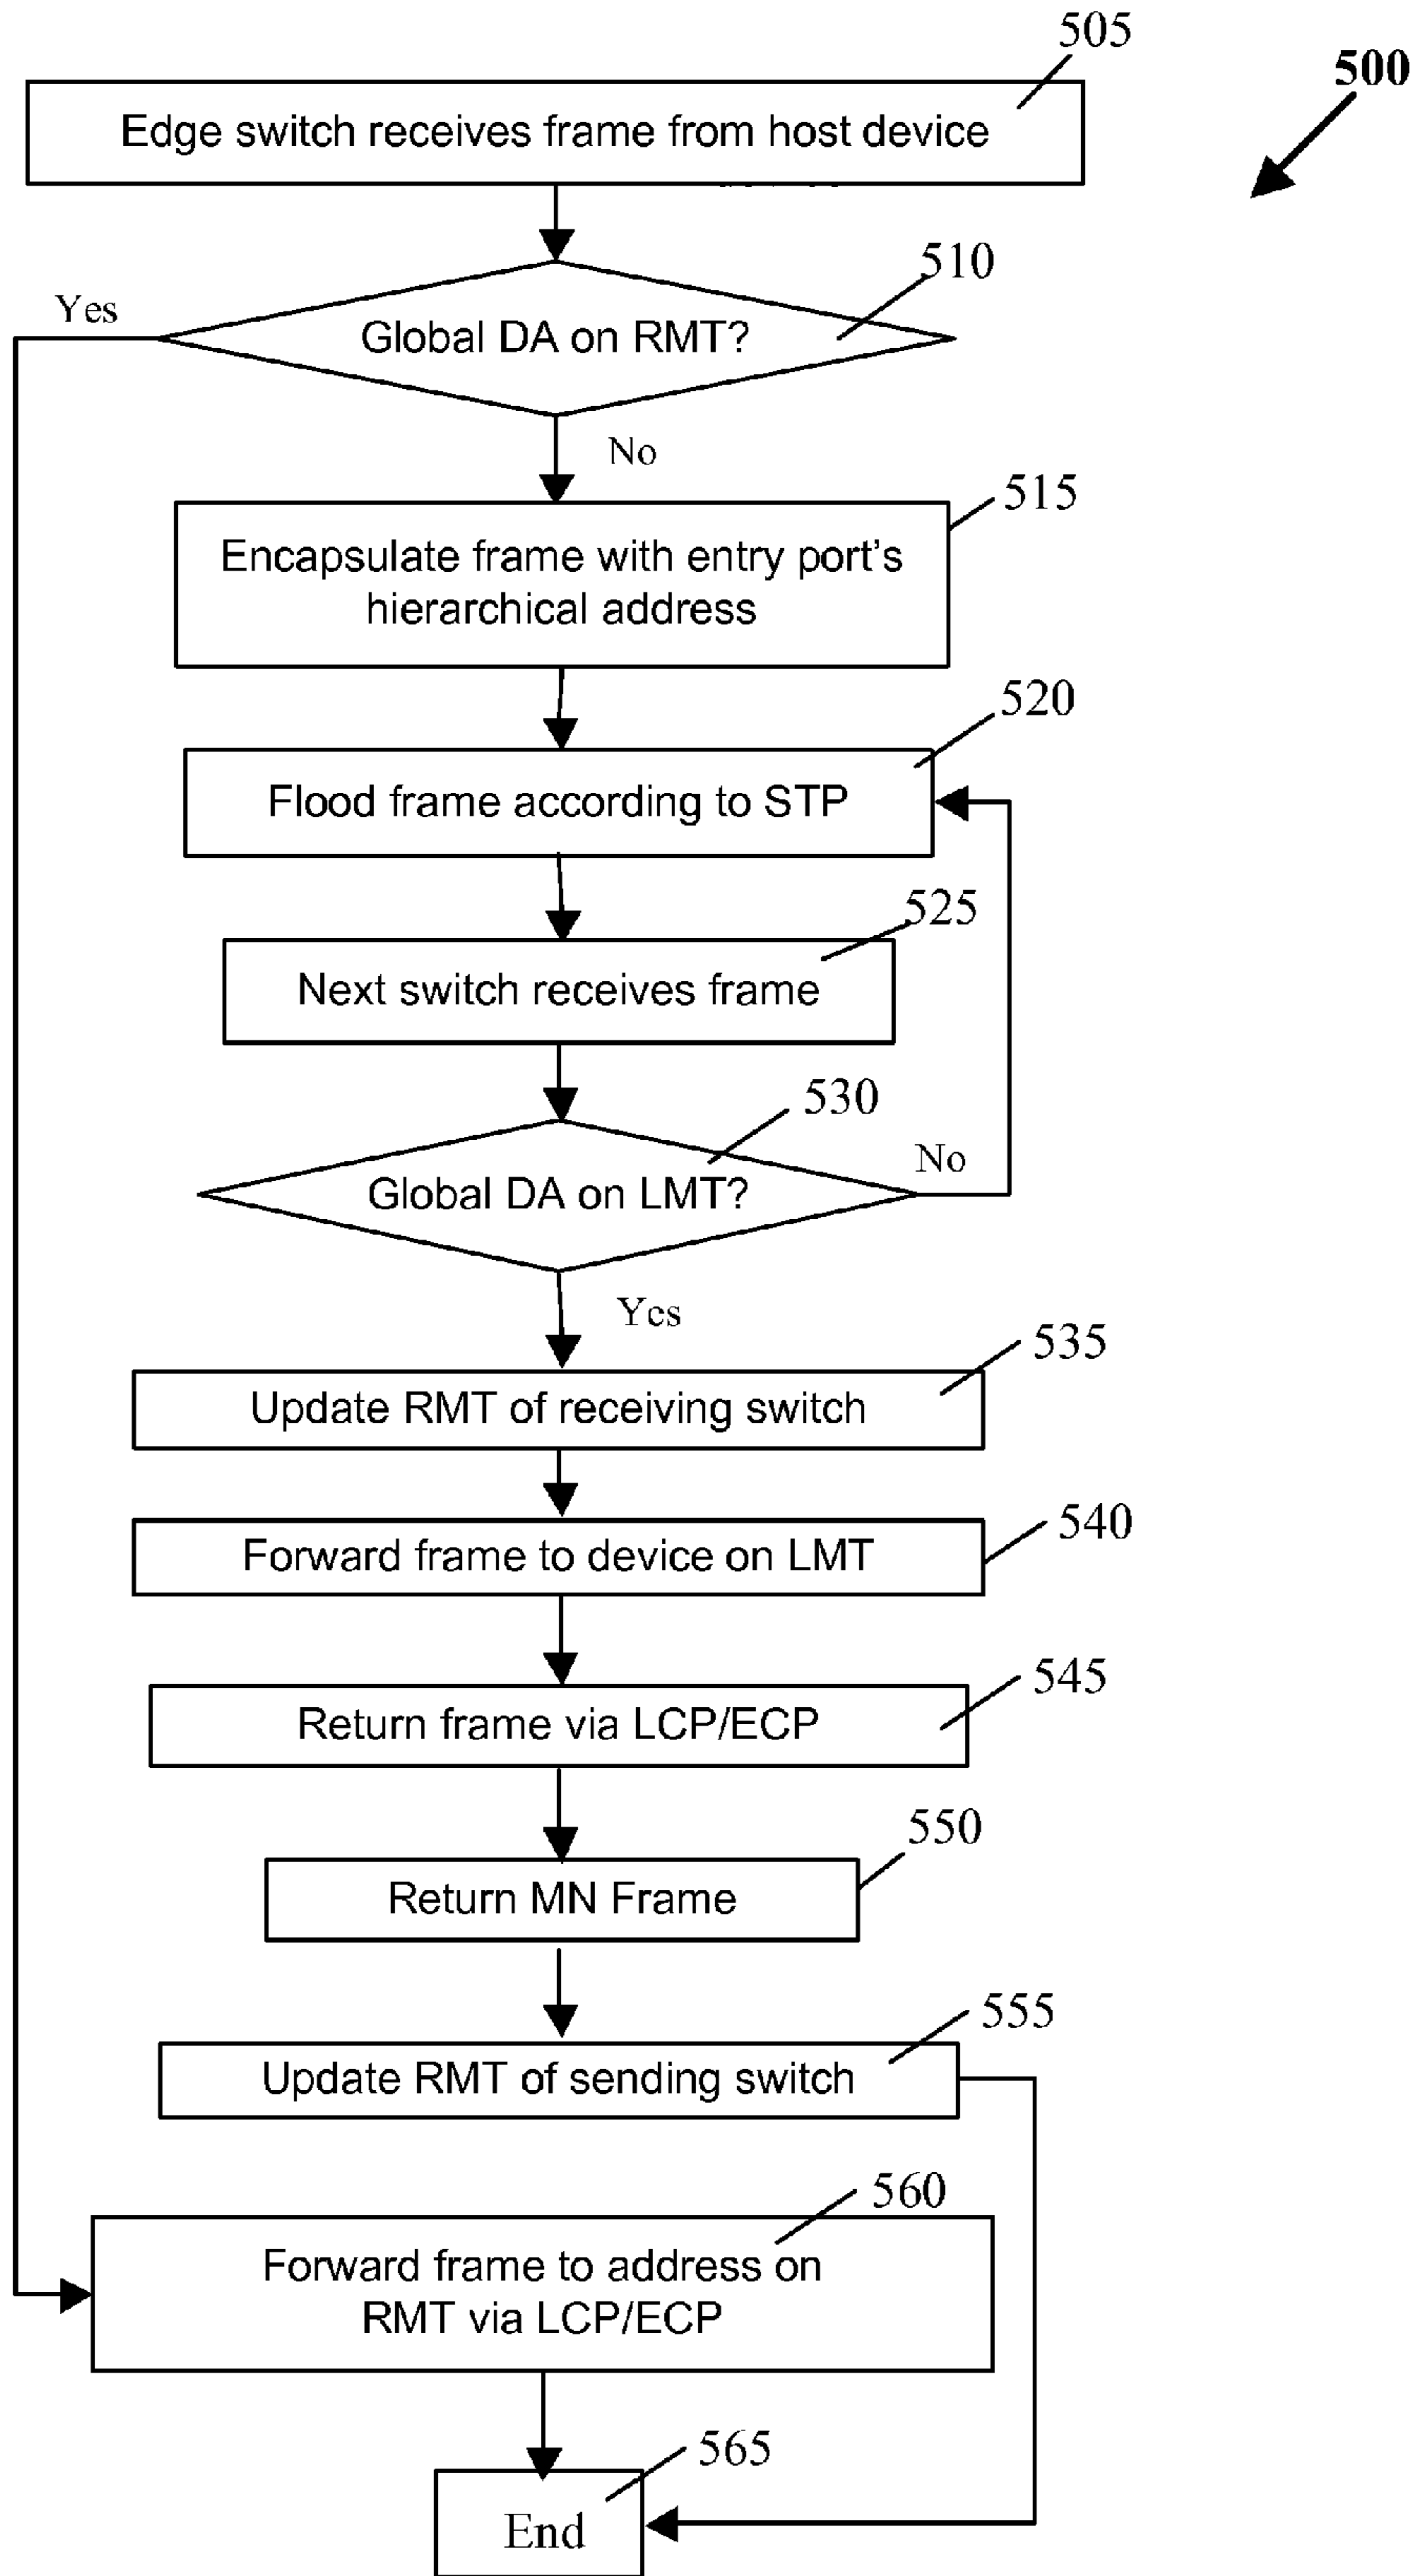 505
500
Edge switch receives frame from host device
510
Yes
Global DA on RMT?
No
515
Encapsulate frame with entry port's
hierarchical address
520
Flood frame according to STP
525
Next switch receives frame
530
No
Global DA on LMT?
Yes
535
Update RMT of receiving switch
540
Forward frame to device on LMT
545
Return frame via LCP/ECP
550
Return MN Frame
555
Update RMT of sending switch
560
Forward frame to address on
RMT via LCP/ECP
565
End